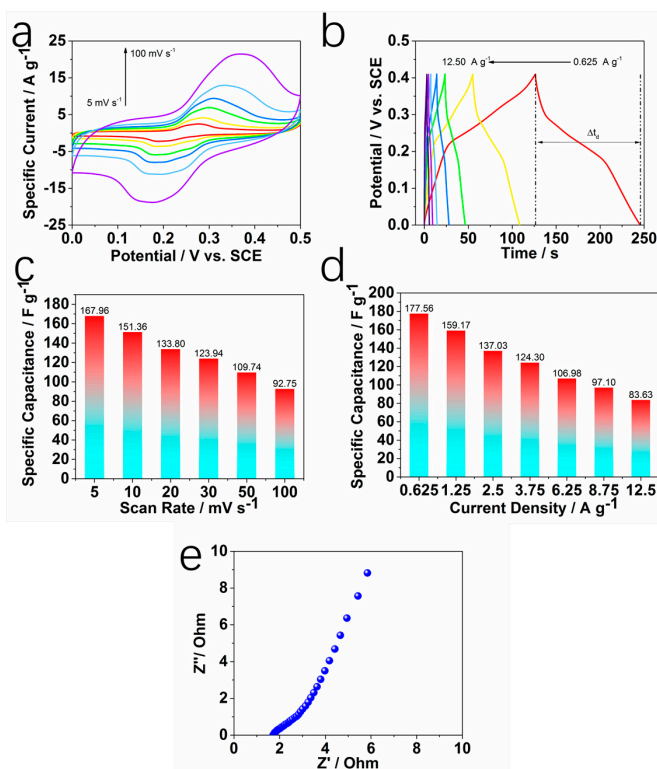 a
Specific Current / A g-1
25
15
5
-5
-15
-25
100 mV s-1
5 mV s-1
0.0 0.1 0.2 0.3 0.4 0.5
Potential / V vs. SCE
b
Potential / V vs. SCE
0.5
0.4
0.3
0.2
0.1
0.0
12.50 A g-1 0.625 A g-1
Δtd
0 50 100 150 200 250
Time / s
c
Specific Capacitance / F g-1
180
160
140
120
100
80
60
40
20
0
167.96
151.36
133.80
123.94
109.74
92.75
5 10 20 30 50 100
Scan Rate / mV s-1
d
Specific Capacitance / F g-1
200
180
160
140
120
100
80
60
40
20
0
177.56
159.17
137.03
124.30
106.98
97.10
83.63
0.625 1.25 2.5 3.75 6.25 8.75 12.5
Current Density / A g-1
e
Z''/ Ohm
10
8
6
4
2
0
0 2 4 6 8 10
Z' / Ohm